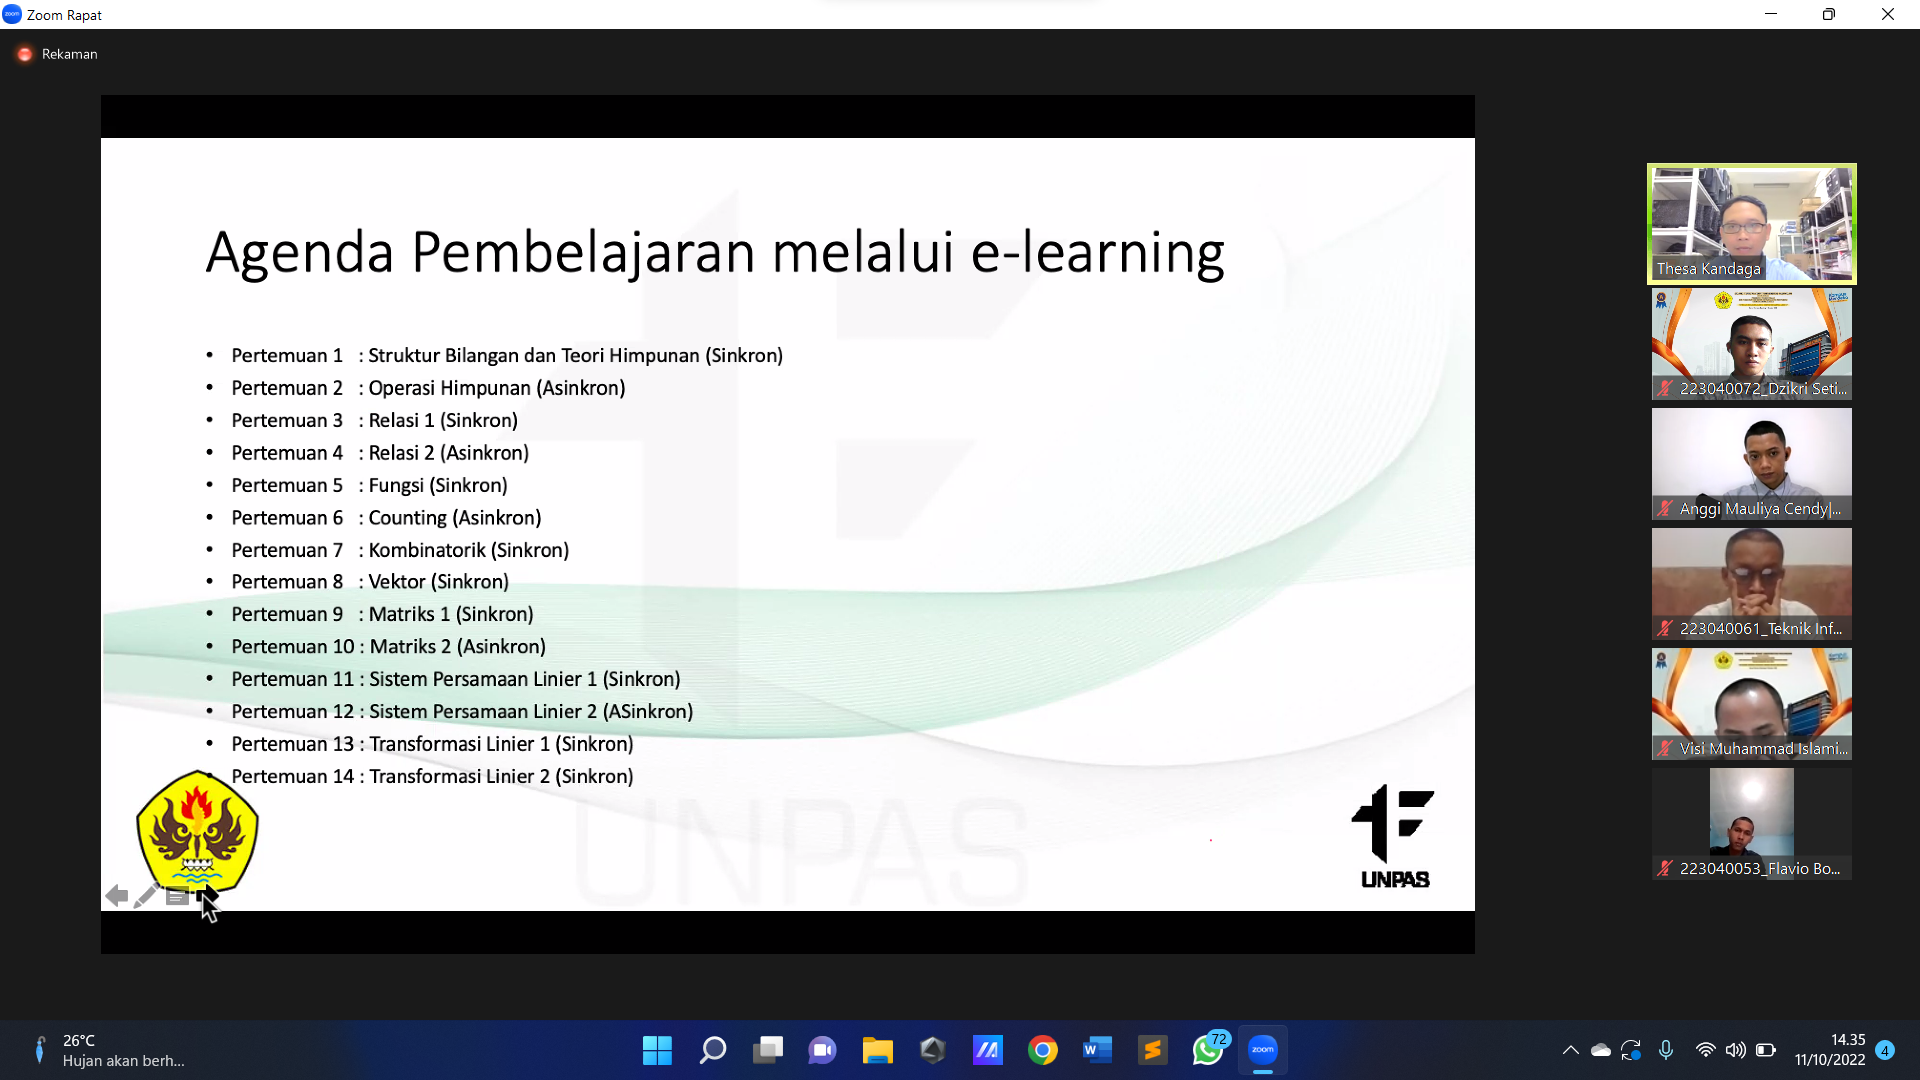 Zoom Rapat
Rekaman
Agenda Pembelajaran melalui e-learning
• Pertemuan 1 : Struktur Bilangan dan Teori Himpunan (Sinkron)
• Pertemuan 2 : Operasi Himpunan (Asinkron)
• Pertemuan 3 : Relasi 1 (Sinkron)
• Pertemuan 4 : Relasi 2 (Asinkron)
• Pertemuan 5 : Fungsi (Sinkron)
• Pertemuan 6 : Counting (Asinkron)
• Pertemuan 7 : Kombinatorik (Sinkron)
• Pertemuan 8 : Vektor (Sinkron)
• Pertemuan 9 : Matriks 1 (Sinkron)
• Pertemuan 10 : Matriks 2 (Asinkron)
• Pertemuan 11 : Sistem Persamaan Linier 1 (Sinkron)
• Pertemuan 12 : Sistem Persamaan Linier 2 (ASinkron)
• Pertemuan 13 : Transformasi Linier 1 (Sinkron)
• Pertemuan 14 : Transformasi Linier 2 (Sinkron)
UNPAS
UNPAS
Thesa Kandaga
223040072_Dzikri Seti...
Anggi Mauliya Cendy|...
223040061_Teknik Inf...
Visi Muhammad Islami...
223040053_Flavio Bo...
26°C
Hujan akan berh...
72
zoom
14.35
11/10/2022
4